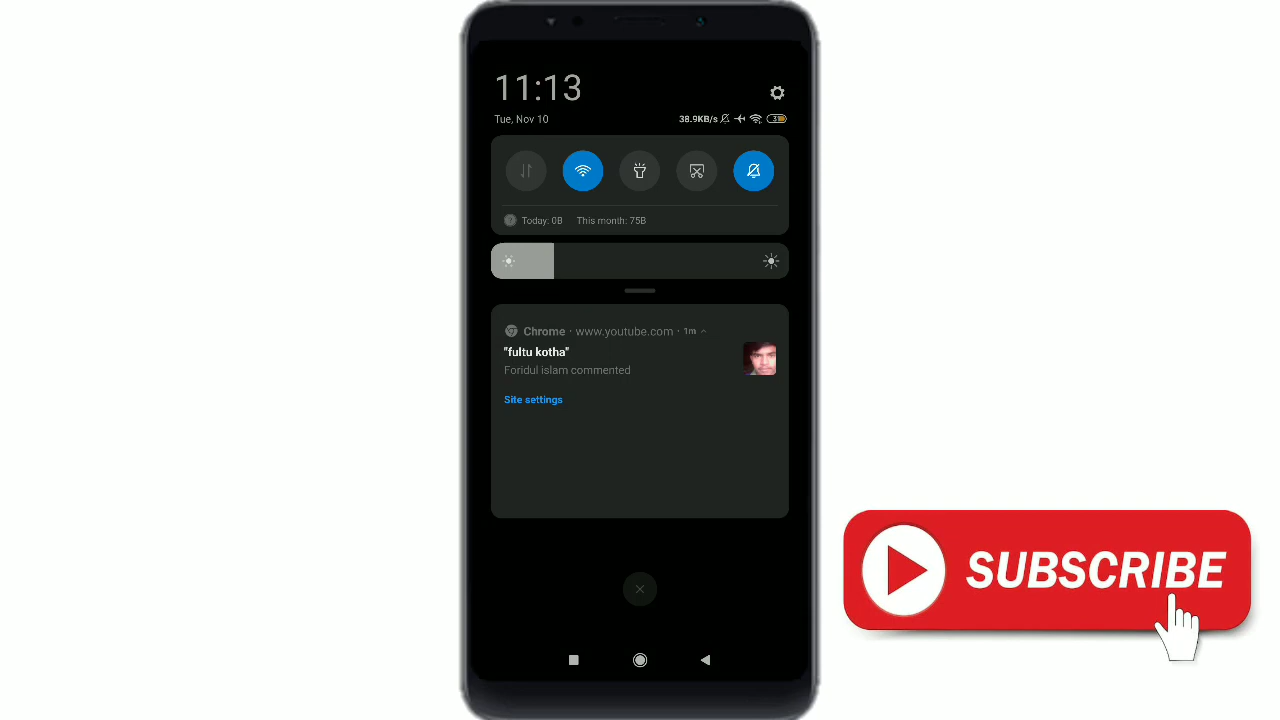 11:13
Tue, Nov 10
38.9KB/s
Today: 0B This month: 75B
Chrome · www.youtube.com · 1m
"fultu kotha"
Foridul islam commented
Site settings
SUBSCRIBE